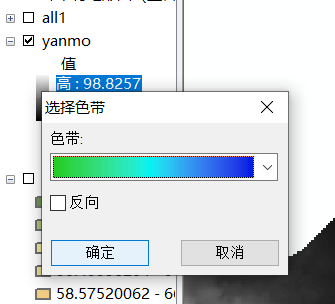 all1
yanmo
值
高 : 98.8257
选择色带
色带:
反向
确定
取消
58.57520062 - 6